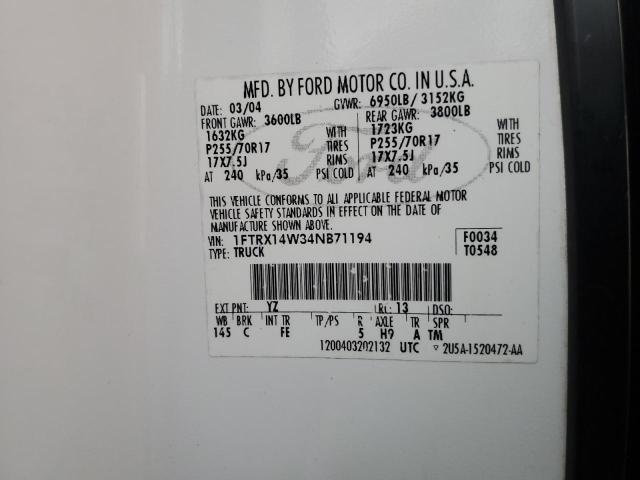 MFD. BY FORD MOTOR CO. IN U.S.A.
DATE: 03/04 GVWR: 6950LB/ 3152KG
FRONT GAWR: 3600LB REAR GAWR: 3800LB
1632KG WITH 1723KG WITH
P255/70R17 TIRES P255/70R17 TIRES
17X7.5J RIMS 17X7.5J RIMS
AT 240 kPa/35 PSI COLD AT 240 kPa/35 PSI COLD
Ford
THIS VEHICLE CONFORMS TO ALL APPLICABLE FEDERAL MOTOR
VEHICLE SAFETY STANDARDS IN EFFECT ON THE DATE OF
MANUFACTURE SHOWN ABOVE.
VIN: 1FTRX14W34NB71194 F0034
TYPE: TRUCK T0548
EXT PNT: YZ RC: 13 DSO:
WB BRK INT TR TP/PS R AXLE TR SPR
145 C FE 5 H9 A TM
1200403202132 UTC ▿ 2U5A-1520472-AA